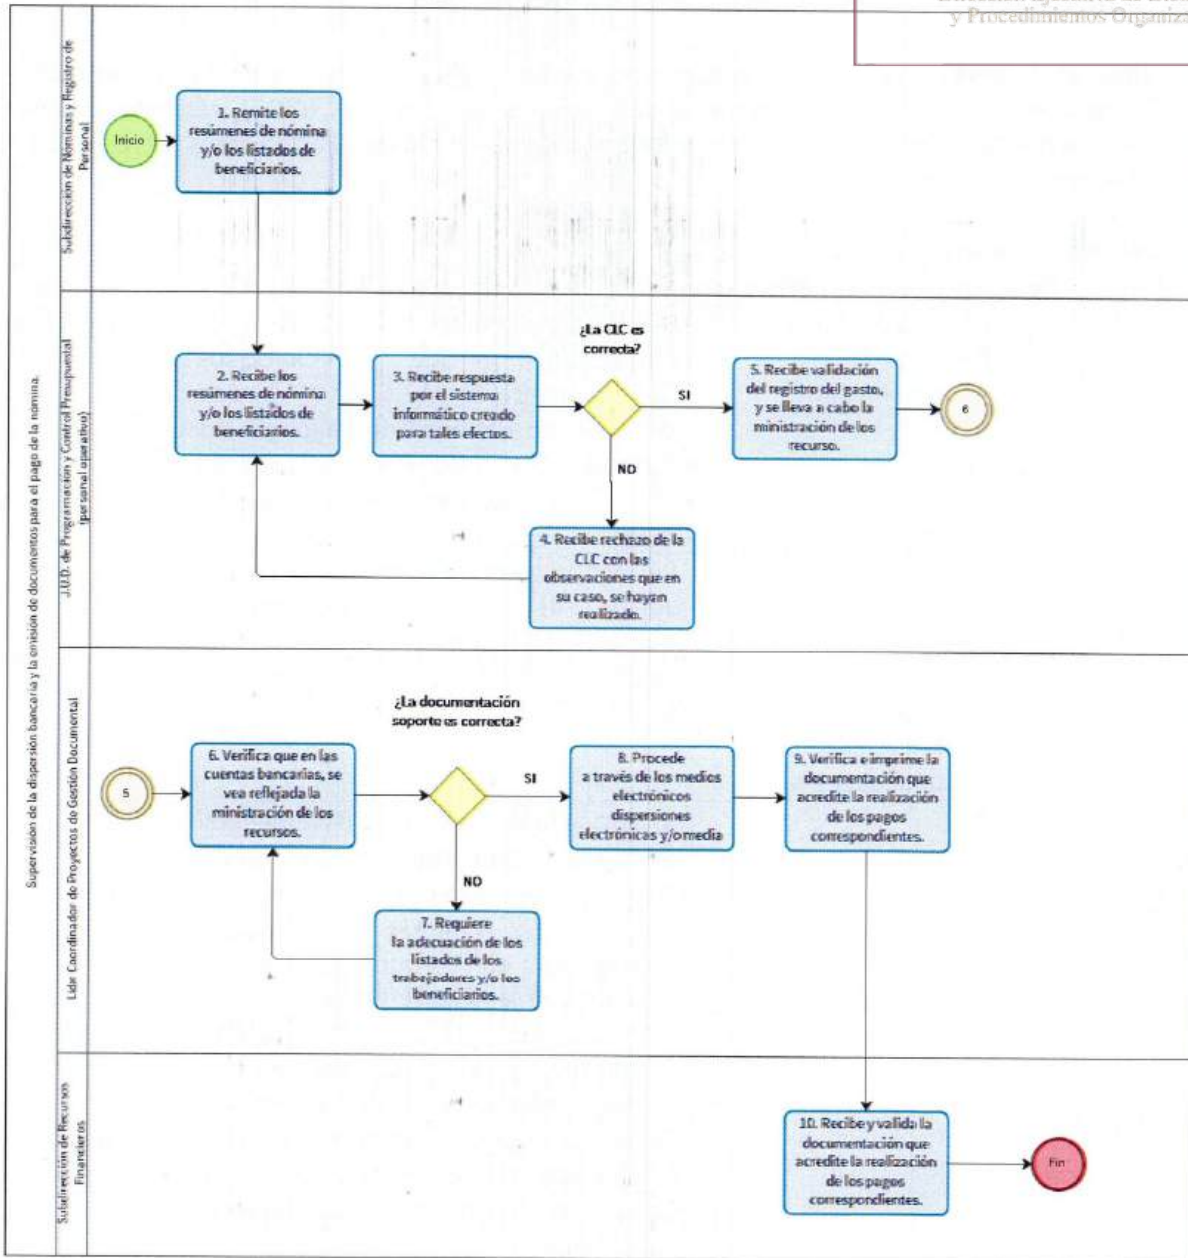 y Procedimientos Organiza
Supervisión de la dispersión bancaria y la emisión de documentos para el pago de la nómina.
Subdirección de Nóminas y Registro de
Personal
Inicio
1. Remite los
resúmenes de nómina
y/o los listados de
beneficiarios.
J.U.D. de Programación y Control Presupuestal
(personal operativo)
2. Recibe los
resúmenes de nómina
y/o los listados de
beneficiarios.
3. Recibe respuesta
por el sistema
informático creado
para tales efectos.
¿La CLC es
correcta?
SI
NO
5. Recibe validación
del registro del gasto,
y se lleva a cabo la
ministración de los
recurso.
6
4. Recibe rechazo de la
CLC con las
observaciones que en
su caso, se hayan
realizado.
Líder Coordinador de Proyectos de Gestión Documental
5
6. Verifica que en las
cuentas bancarias, se
vea reflejada la
ministración de los
recursos.
¿La documentación
soporte es correcta?
SI
NO
8. Procede
a través de los medios
electrónicos
dispersiones
electrónicas y/o media
9. Verifica e imprime la
documentación que
acredite la realización
de los pagos
correspondientes.
7. Requiere
la adecuación de los
listados de los
trabajadores y/o los
beneficiarios.
Subdirección de Recursos
Financieros
10. Recibe y valida la
documentación que
acredite la realización
de los pagos
correspondientes.
Fin